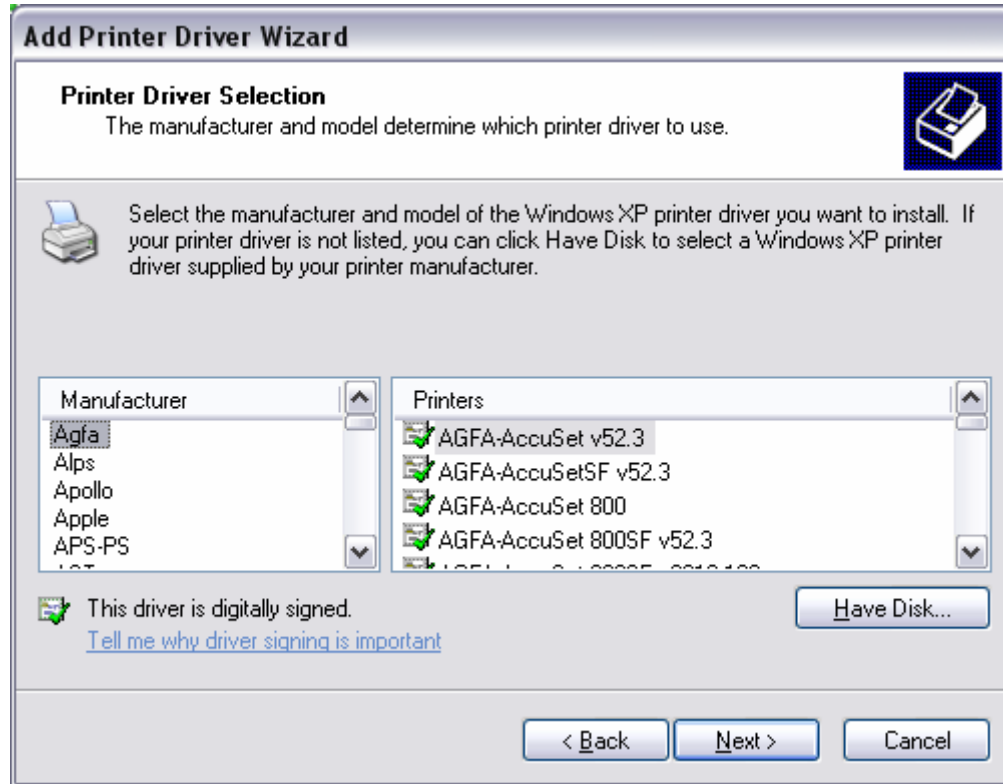 Add Printer Driver Wizard
Printer Driver Selection
The manufacturer and model determine which printer driver to use.
Select the manufacturer and model of the Windows XP printer driver you want to install. If
your printer driver is not listed, you can click Have Disk to select a Windows XP printer
driver supplied by your printer manufacturer.
Manufacturer
Agfa
Alps
Apollo
Apple
APS-PS
Printers
AGFA-AccuSet v52.3
AGFA-AccuSetSF v52.3
AGFA-AccuSet 800
AGFA-AccuSet 800SF v52.3
This driver is digitally signed.
Have Disk...
Tell me why driver signing is important
< Back
Next >
Cancel